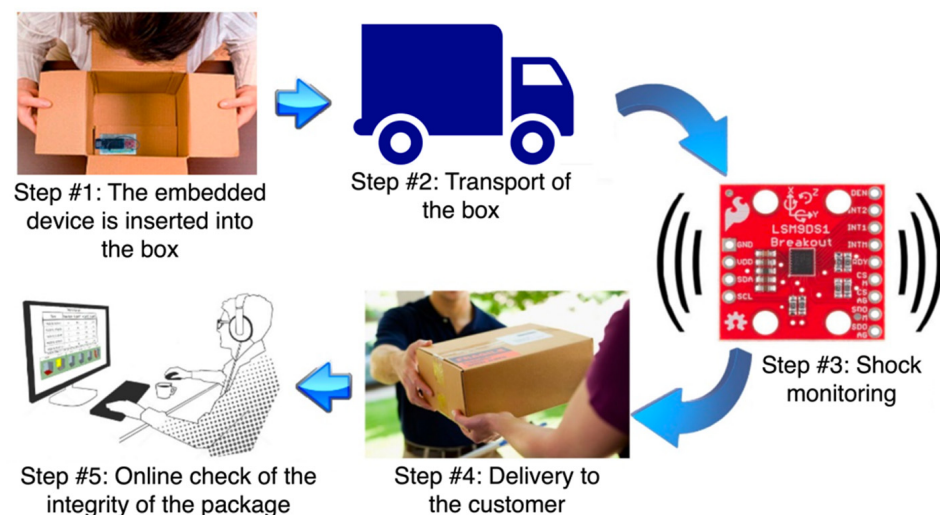 Step #1: The embedded
device is inserted into
the box
Step #2: Transport of
the box
LSM9DS1
Breakout
X
Z
Y
GND
VDD
SDA
SCL
DEN
INT2
INT1
INTM
RDY
CS
M
CS
AG
SDO
M
SDO
AG
Step #3: Shock
monitoring
Step #4: Delivery to
the customer
Step #5: Online check of the
integrity of the package